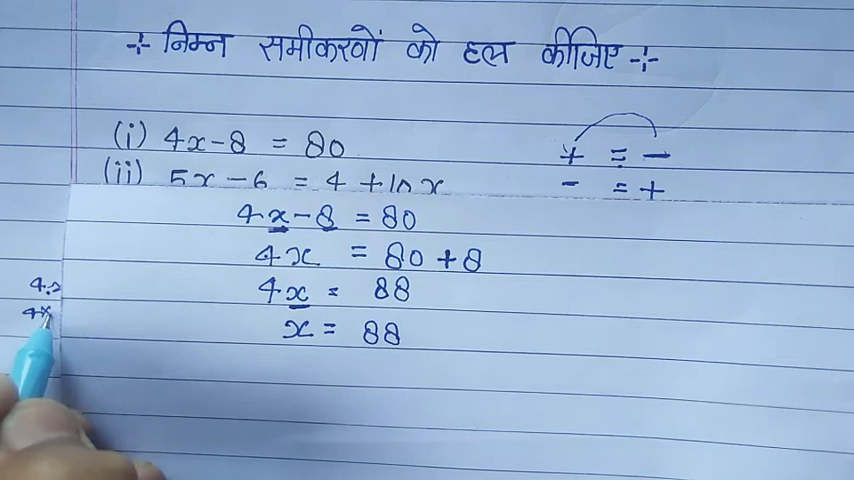 -:- निम्न समीकरणों को हल कीजिए -:-
(i) 4x - 8 = 80
+ = -
(ii) 5x - 6 = 4 + 10x
- = +
4x - 8 = 80
4x = 80 + 8
4x = 88
x = 88
4x